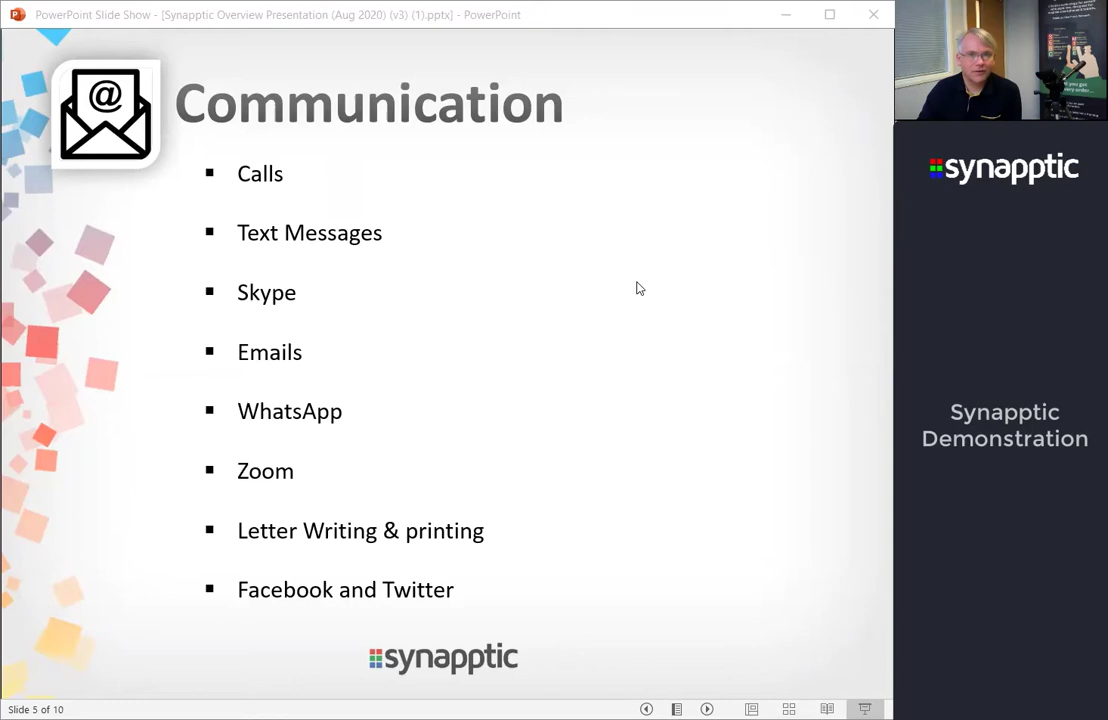 PowerPoint Slide Show - [Synapptic Overview Presentation (Aug 2020) (v3) (1).pptx] - PowerPoint
@
Communication
▪ Calls
▪ Text Messages
▪ Skype
▪ Emails
▪ WhatsApp
▪ Zoom
▪ Letter Writing & printing
▪ Facebook and Twitter
synapptic
Slide 5 of 10
synapptic
Synapptic
Demonstration